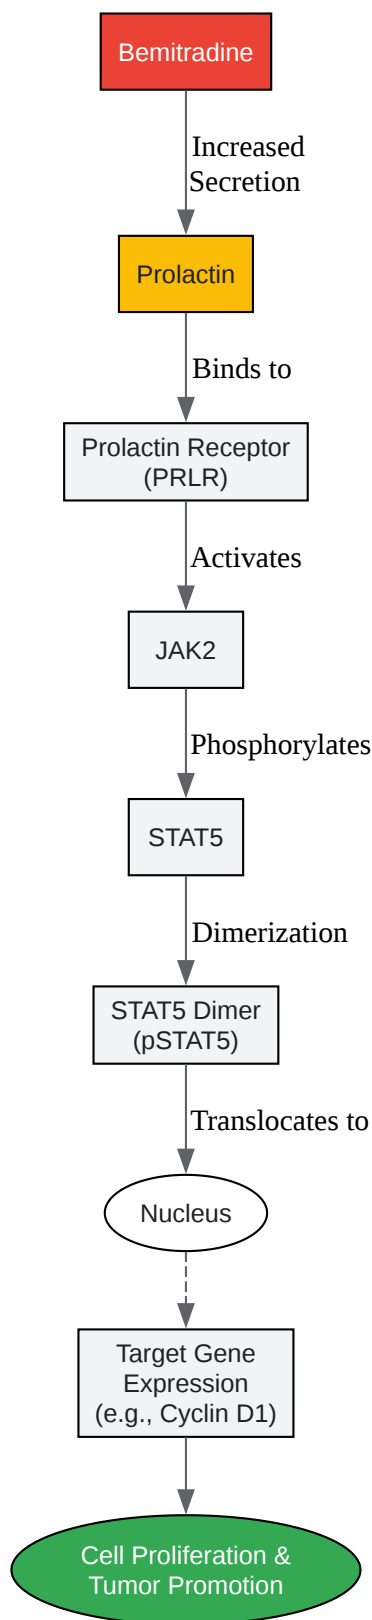 Bemitradine
Increased
Secretion
Prolactin
Binds to
Prolactin Receptor
(PRLR)
Activates
JAK2
Phosphorylates
STAT5
Dimerization
STAT5 Dimer
(pSTAT5)
Translocates to
Nucleus
Target Gene
Expression
(e.g., Cyclin D1)
Cell Proliferation &
Tumor Promotion